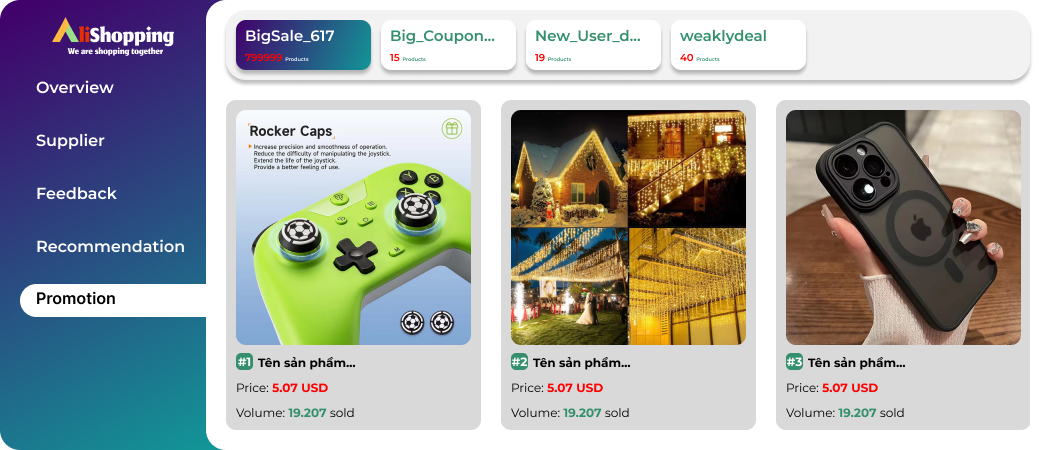 AliShopping
We are shopping together
Overview
Supplier
Feedback
Recommendation
Promotion
BigSale_617
799999 Products
Big_Coupon...
15 Products
New_User_d...
19 Products
weaklydeal
40 Products
Rocker Caps
Increase precision and smoothness of operation.
Reduce the difficulty of manipulating the joystick.
Extend the life of the joystick.
Provide a better feeling of use.
#1 Tên sản phẩm...
Price: 5.07 USD
Volume: 19.207 sold
#2 Tên sản phẩm...
Price: 5.07 USD
Volume: 19.207 sold
#3 Tên sản phẩm...
Price: 5.07 USD
Volume: 19.207 sold